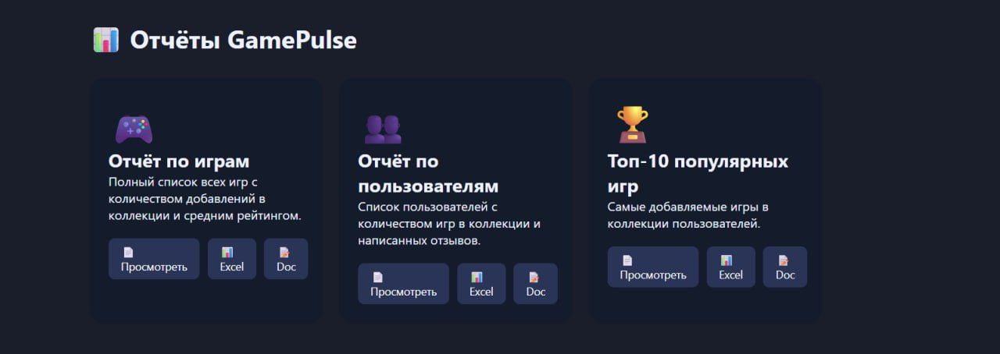 Отчёты GamePulse
Отчёт по играм
Полный список всех игр с
количеством добавлений в
коллекции и средним рейтингом.
Просмотреть
Excel
Doc
Отчёт по
пользователям
Список пользователей с
количеством игр в коллекции и
написанных отзывов.
Просмотреть
Excel
Doc
Топ-10 популярных
игр
Самые добавляемые игры в
коллекции пользователей.
Просмотреть
Excel
Doc